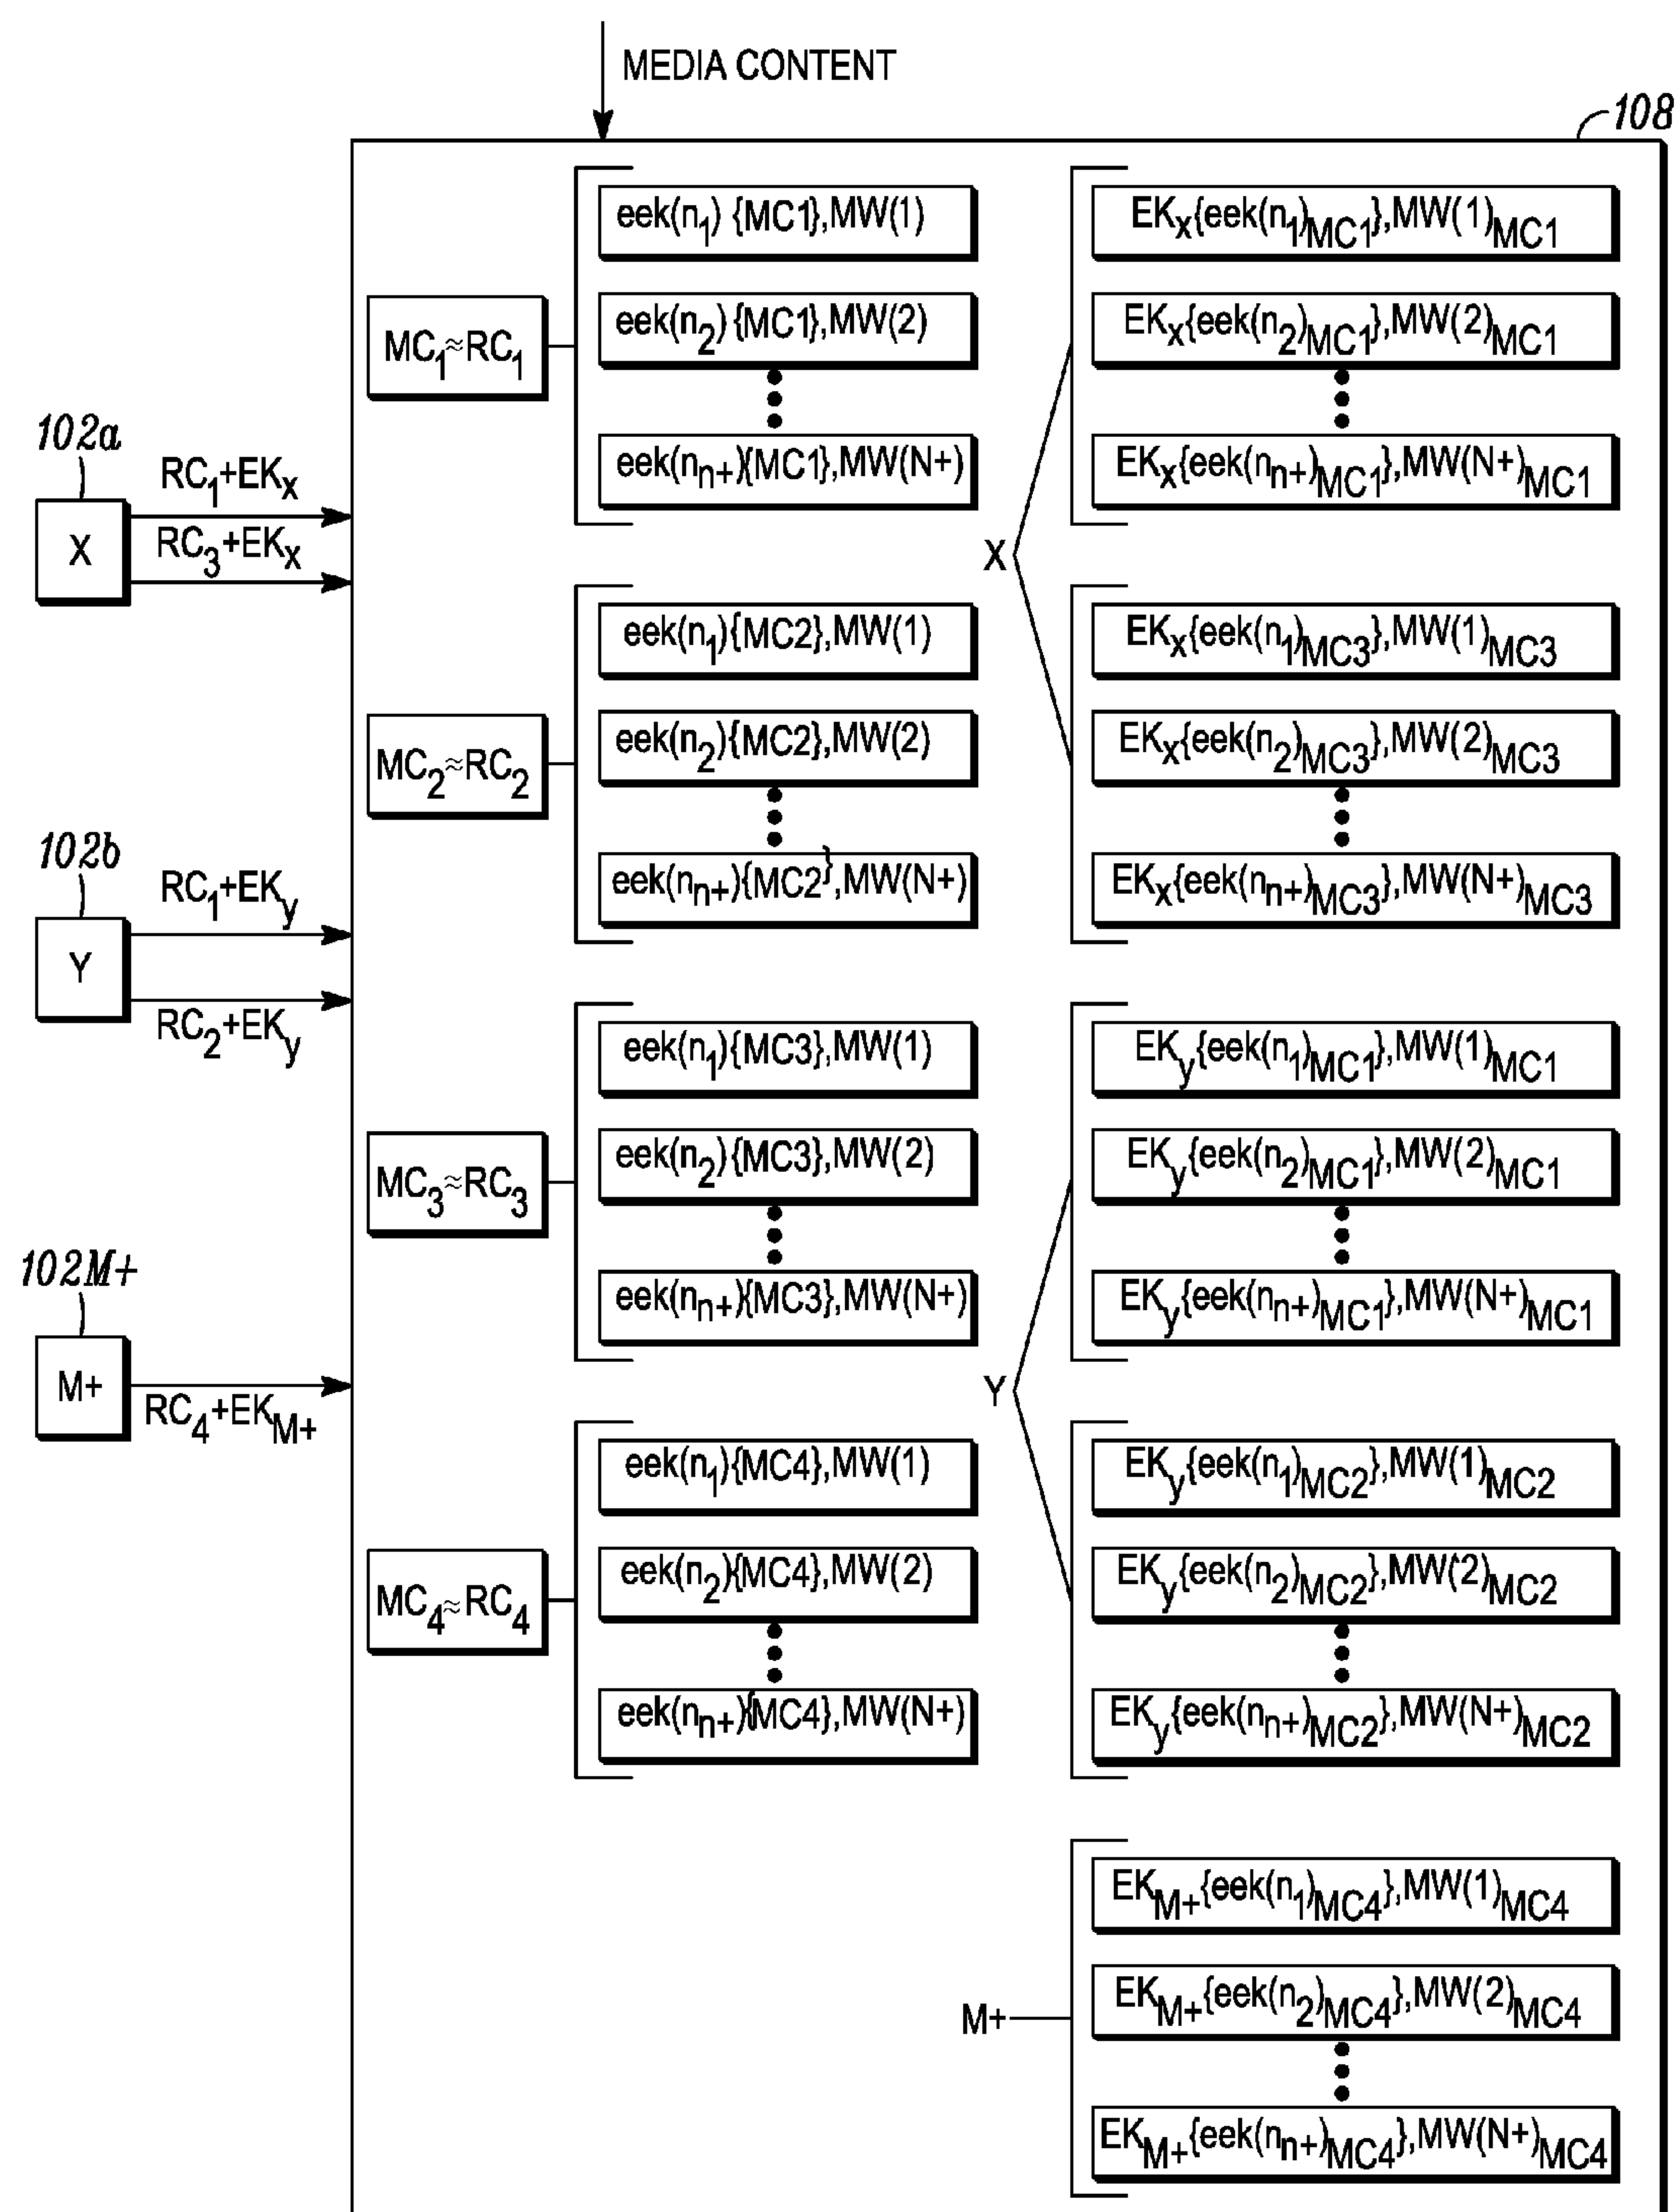 MEDIA CONTENT
108
MC1≈RC1
eek(n1) {MC1},MW(1)
eek(n2) {MC1},MW(2)
eek(nn+){MC1},MW(N+)
MC2≈RC2
eek(n1){MC2},MW(1)
eek(n2){MC2},MW(2)
eek(nn+){MC2},MW(N+)
MC3≈RC3
eek(n1){MC3},MW(1)
eek(n2){MC3},MW(2)
eek(nn+){MC3},MW(N+)
MC4≈RC4
eek(n1){MC4},MW(1)
eek(n2){MC4},MW(2)
eek(nn+){MC4},MW(N+)
X
EKx{eek(n1)MC1},MW(1)MC1
EKx{eek(n2)MC1},MW(2)MC1
EKx{eek(nn+)MC1},MW(N+)MC1
EKx{eek(n1)MC3},MW(1)MC3
EKx{eek(n2)MC3},MW(2)MC3
EKx{eek(nn+)MC3},MW(N+)MC3
Y
EKy{eek(n1)MC1},MW(1)MC1
EKy{eek(n2)MC1},MW(2)MC1
EKy{eek(nn+)MC1},MW(N+)MC1
EKy{eek(n1)MC2},MW(1)MC2
EKy{eek(n2)MC2},MW(2)MC2
EKy{eek(nn+)MC2},MW(N+)MC2
M+
EKM+{eek(n1)MC4},MW(1)MC4
EKM+{eek(n2)MC4},MW(2)MC4
EKM+{eek(nn+)MC4},MW(N+)MC4
102a
X
RC1+EKx
RC3+EKx
102b
Y
RC1+EKy
RC2+EKy
102M+
M+
RC4+EKM+